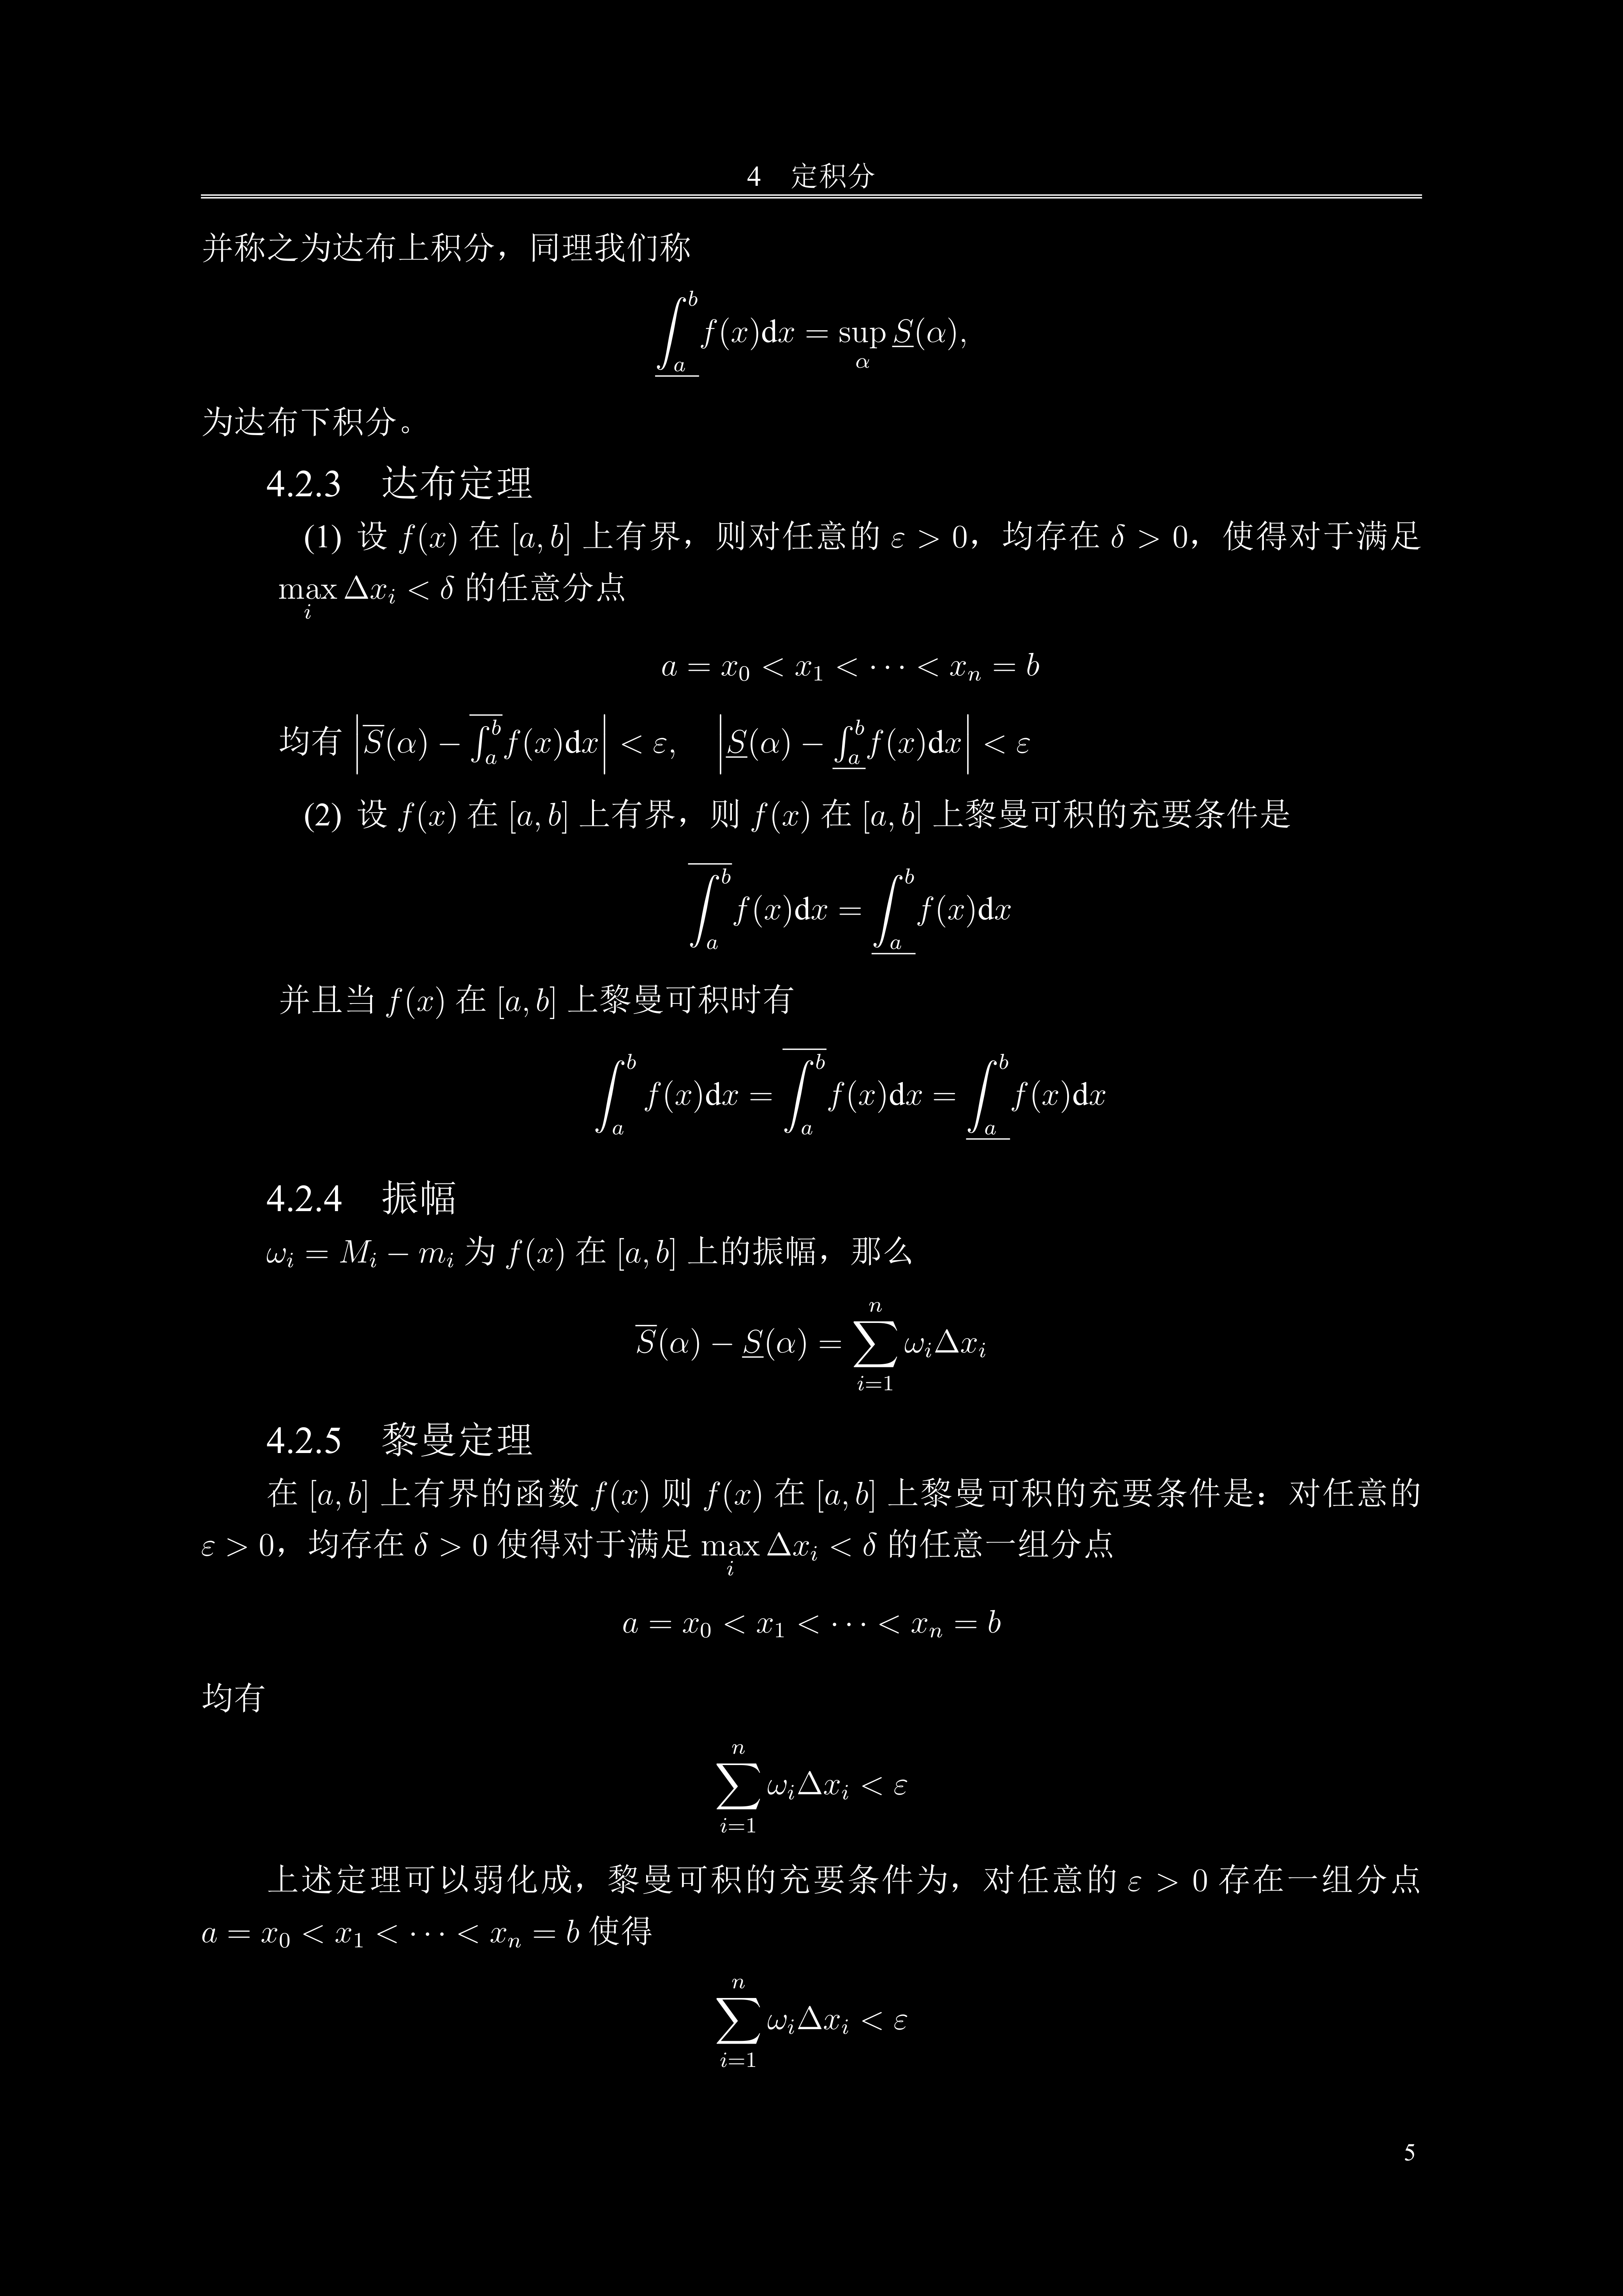 4 定积分
并称之为达布上积分，同理我们称
$\underline{\int_a^b} f(x)\mathrm{d}x = \sup_{\alpha} \underline{S}(\alpha),$
为达布下积分。
4.2.3 达布定理
(1) 设 $f(x)$ 在 $[a,b]$ 上有界，则对任意的 $\varepsilon > 0$，均存在 $\delta > 0$，使得对于满足
$\max_i \Delta x_i < \delta$ 的任意分点
$a = x_0 < x_1 < \cdots < x_n = b$
均有 $\left|\overline{S}(\alpha) - \overline{\int_a^b} f(x)\mathrm{d}x\right| < \varepsilon, \quad \left|\underline{S}(\alpha) - \underline{\int_a^b} f(x)\mathrm{d}x\right| < \varepsilon$
(2) 设 $f(x)$ 在 $[a,b]$ 上有界，则 $f(x)$ 在 $[a,b]$ 上黎曼可积的充要条件是
$\overline{\int_a^b} f(x)\mathrm{d}x = \underline{\int_a^b} f(x)\mathrm{d}x$
并且当 $f(x)$ 在 $[a,b]$ 上黎曼可积时有
$\int_a^b f(x)\mathrm{d}x = \overline{\int_a^b} f(x)\mathrm{d}x = \underline{\int_a^b} f(x)\mathrm{d}x$
4.2.4 振幅
$\omega_i = M_i - m_i$ 为 $f(x)$ 在 $[a,b]$ 上的振幅，那么
$\overline{S}(\alpha) - \underline{S}(\alpha) = \sum_{i=1}^n \omega_i \Delta x_i$
4.2.5 黎曼定理
在 $[a,b]$ 上有界的函数 $f(x)$ 则 $f(x)$ 在 $[a,b]$ 上黎曼可积的充要条件是：对任意的
$\varepsilon > 0$，均存在 $\delta > 0$ 使得对于满足 $\max_i \Delta x_i < \delta$ 的任意一组分点
$a = x_0 < x_1 < \cdots < x_n = b$
均有
$\sum_{i=1}^n \omega_i \Delta x_i < \varepsilon$
上述定理可以弱化成，黎曼可积的充要条件为，对任意的 $\varepsilon > 0$ 存在一组分点
$a = x_0 < x_1 < \cdots < x_n = b$ 使得
$\sum_{i=1}^n \omega_i \Delta x_i < \varepsilon$
5